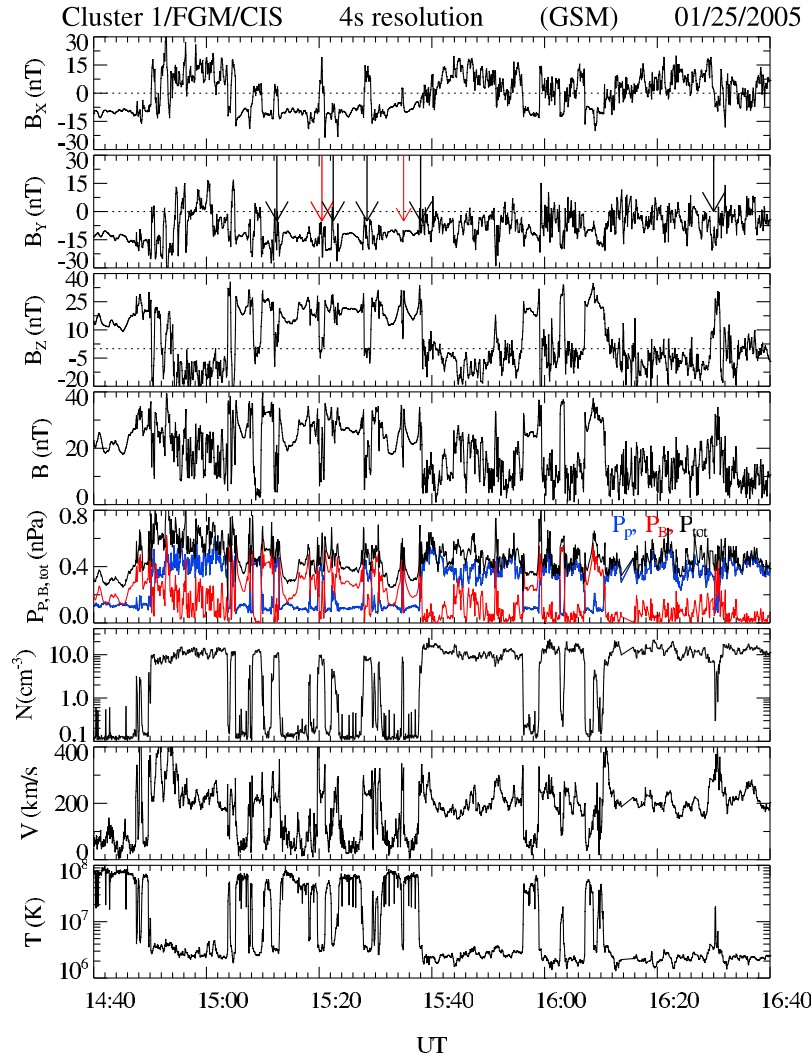 Cluster 1/FGM/CIS 4s resolution (GSM) 01/25/2005
30
15
0
-15
-30
B_X (nT)
30
15
0
-15
-30
B_Y (nT)
40
25
10
-5
-20
B_Z (nT)
40
20
0
B (nT)
0.8
0.4
0.0
P_P,B,tot (nPa)
P_p, P_B, P_tot
10.0
1.0
0.1
N(cm^-3)
400
200
0
V (km/s)
10^8
10^7
10^6
T (K)
14:40 15:00 15:20 15:40 16:00 16:20 16:40
UT